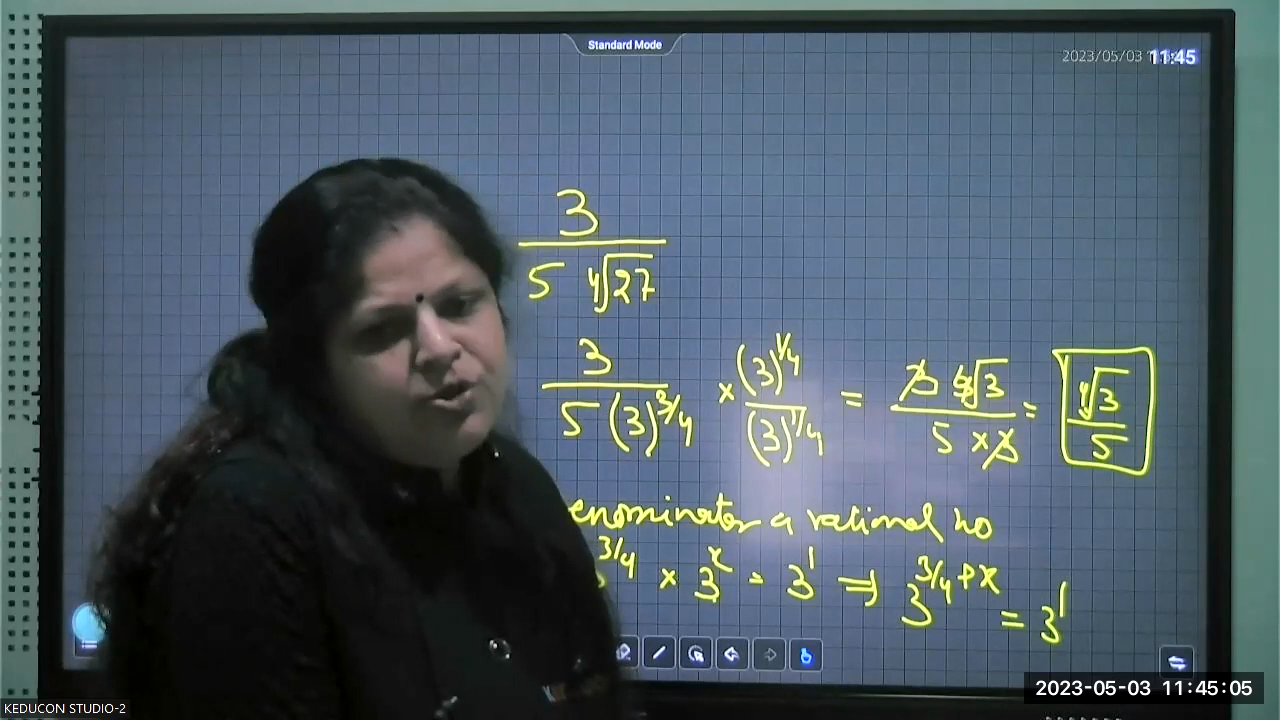 Standard Mode
2023/05/03
11:45
3
5 ∜27
3 / 5 (3)^3/4 × (3)^1/4 / (3)^1/4 = 3 ∜3 / 5 × 3 = ∜3 / 5
enominator a rational no
3/4 × 3^x = 3^1 ⇒ 3^3/4 + x = 3^1
2023-05-03 11:45:05
KEDUCON STUDIO-2